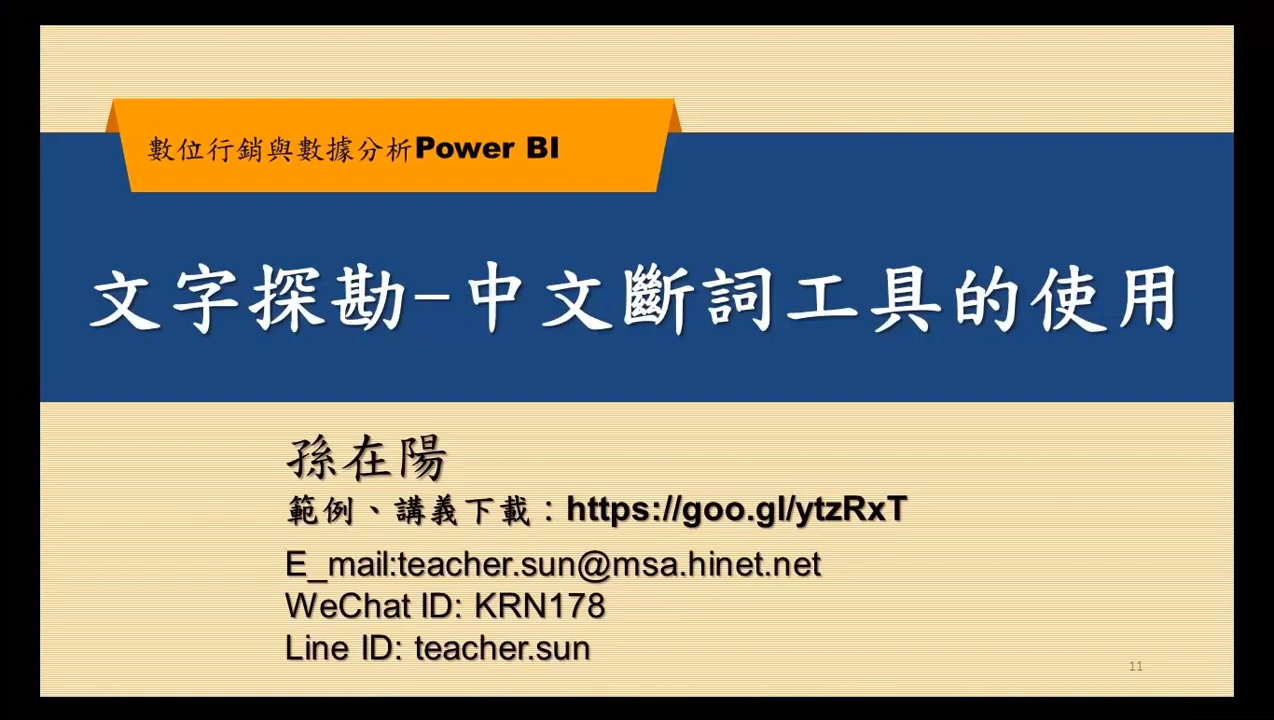 數位行銷與數據分析Power BI
文字探勘-中文斷詞工具的使用
孫在陽
範例、講義下載：https://goo.gl/ytzRxT
E_mail:teacher.sun@msa.hinet.net
WeChat ID: KRN178
Line ID: teacher.sun
11